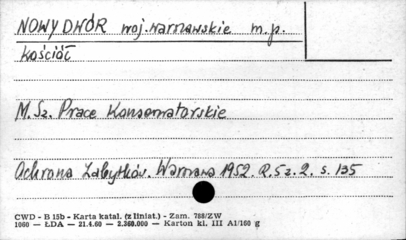 NOWY DWÓR woj. warszawskie m. p.
kościół
M. Sz. Prace Konserwatorskie
Ochrona Zabytków. Warszawa 1952. R. 5 z. 2. s. 135
CWD - B 15b - Karta katal. (z liniat.) - Zam. 788/ZW
1060 — ŁDA — 21.4.60 — 2.360.000 — Karton kl. III A1/160 g